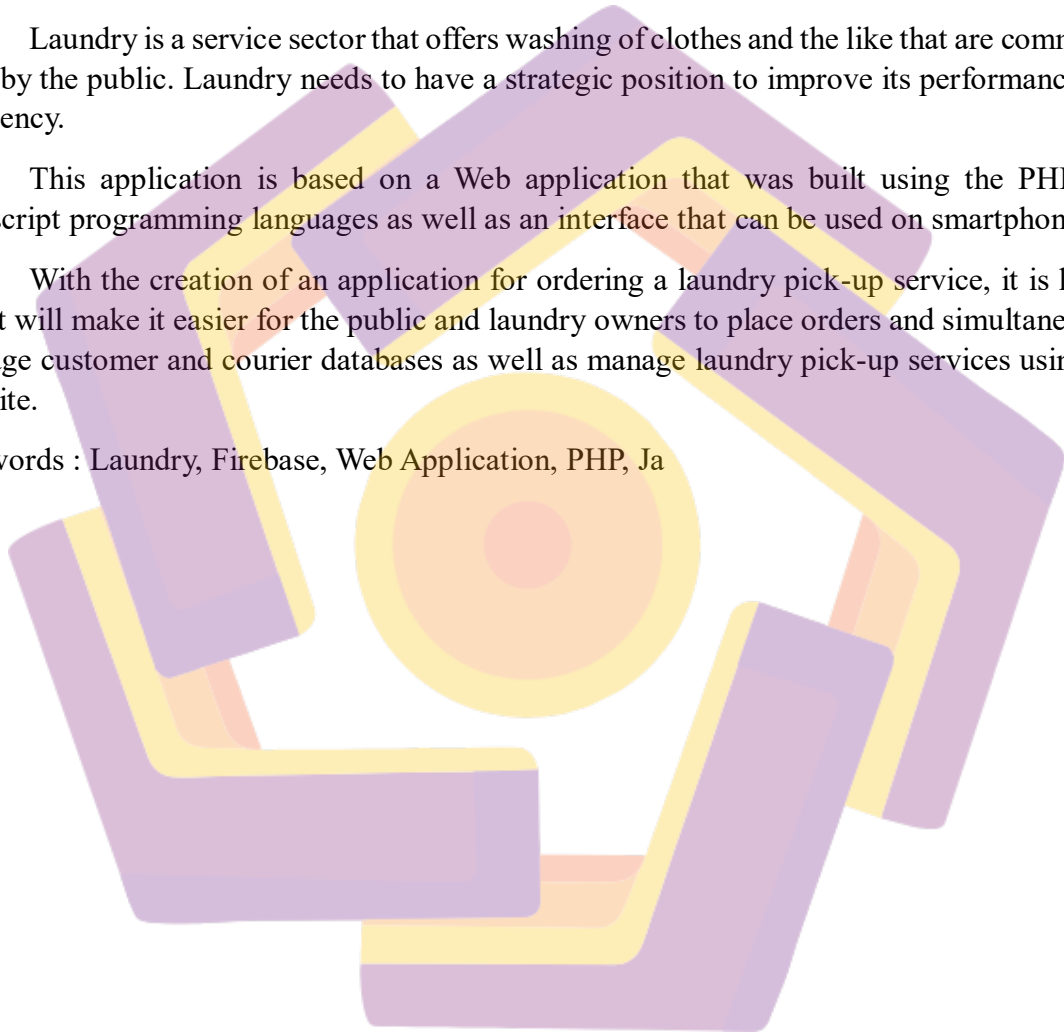 Laundry is a service sector that offers washing of clothes and the like that are comm
by the public. Laundry needs to have a strategic position to improve its performanc
ency.
This application is based on a Web application that was built using the PH
script programming languages as well as an interface that can be used on smartphon
With the creation of an application for ordering a laundry pick-up service, it is
t will make it easier for the public and laundry owners to place orders and simultane
ge customer and courier databases as well as manage laundry pick-up services usin
ite.
words : Laundry, Firebase, Web Application, PHP, Ja